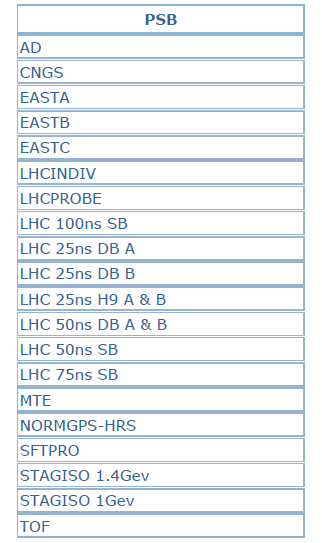 PSB
AD
CNGS
EASTA
EASTB
EASTC
LHCINDIV
LHCPROBE
LHC 100ns SB
LHC 25ns DB A
LHC 25ns DB B
LHC 25ns H9 A & B
LHC 50ns DB A & B
LHC 50ns SB
LHC 75ns SB
MTE
NORMGPS-HRS
SFTPRO
STAGISO 1.4Gev
STAGISO 1Gev
TOF